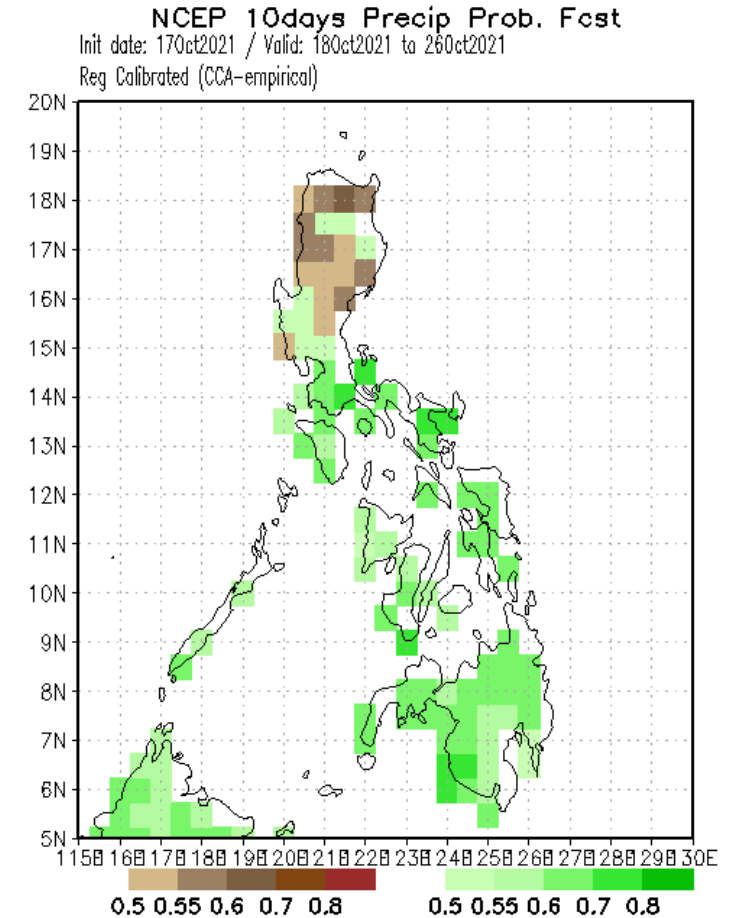 NCEP 10days Precip Prob. Fcst
Init date: 17Oct2021 / Valid: 18Oct2021 to 26Oct2021
Reg Calibrated (CCA-empirical)
20N
19N
18N
17N
16N
15N
14N
13N
12N
11N
10N
9N
8N
7N
6N
5N
115E 116E 117E 118E 119E 120E 121E 122E 123E 124E 125E 126E 127E 128E 129E 130E
0.5 0.55 0.6 0.7 0.8 0.5 0.55 0.6 0.7 0.8